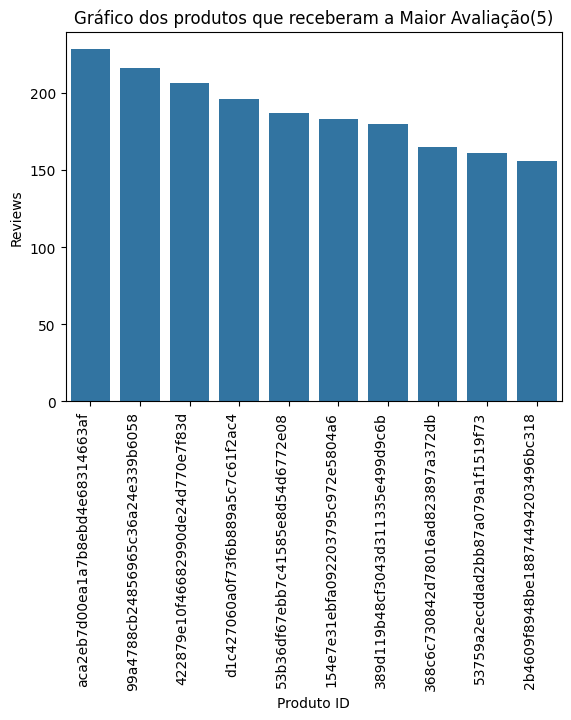 Gráfico dos produtos que receberam a Maior Avaliação(5)
Reviews
200
150
100
50
0
aca2eb7d00ea1a7b8ebd4e68314663af
99a4788cb24856965c36a24e339b6058
422879e10f46682990de24d770e7f83d
d1c427060a0f73f6b889a5c7c61f2ac4
53b36df67ebb7c41585e8d54d6772e08
154e7e31ebfa092203795c972e5804a6
389d119b48cf3043d311335e499d9c6b
368c6c730842d78016ad823897a372db
53759a2ecddad2bb87a079a1f1519f73
2b4609f8948be18874494203496bc318
Produto ID